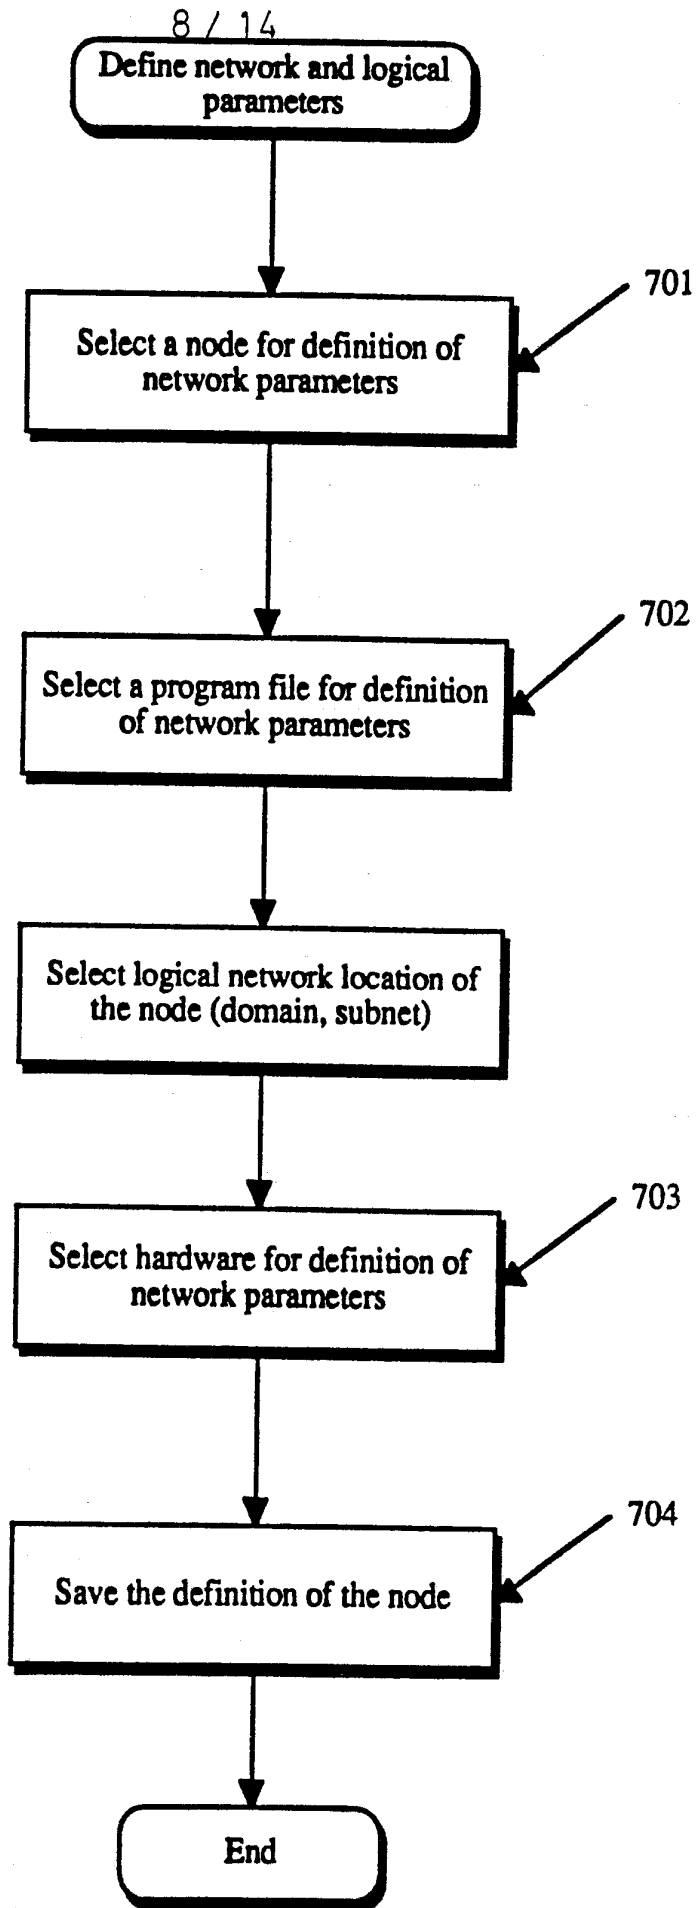 8 / 14
Define network and logical
parameters
701
Select a node for definition of
network parameters
702
Select a program file for definition
of network parameters
Select logical network location of
the node (domain, subnet)
703
Select hardware for definition of
network parameters
704
Save the definition of the node
End